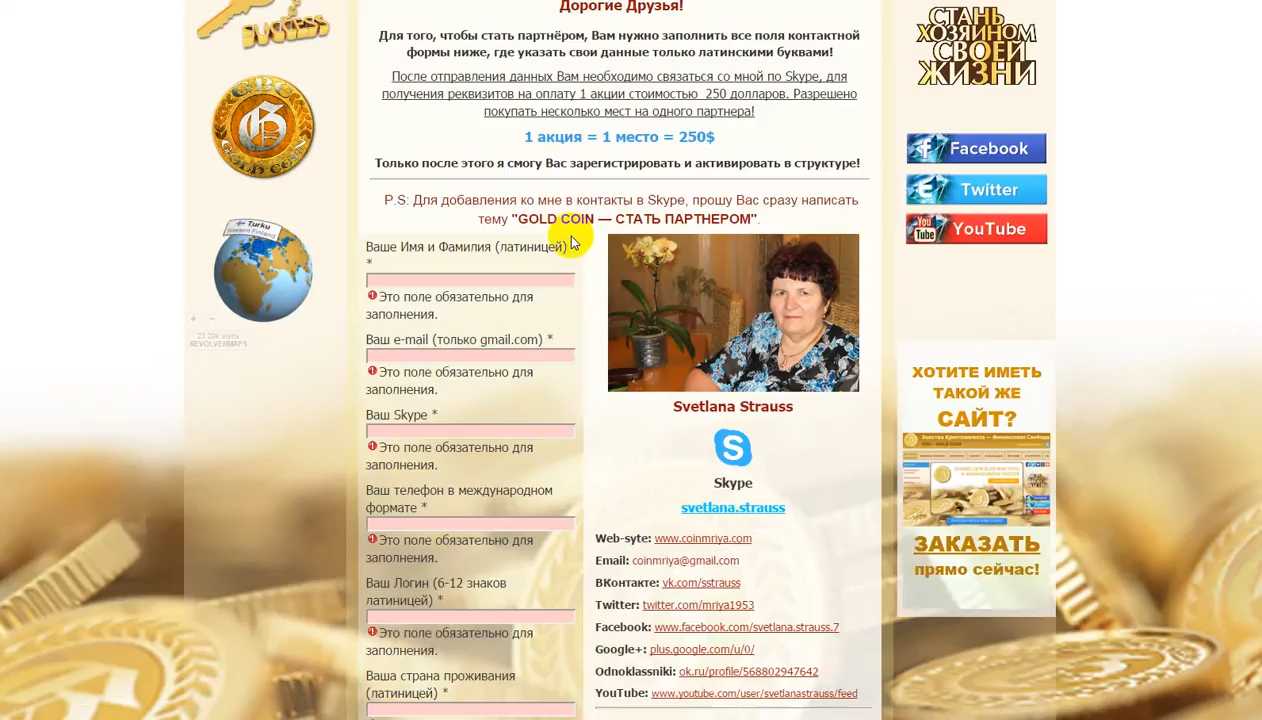 SUCCESS
GBC
GOLD COIN
Turku
Western Finland
REVOLVERMAPS
Дорогие Друзья!
Для того, чтобы стать партнёром, Вам нужно заполнить все поля контактной
формы ниже, где указать свои данные только латинскими буквами!
После отправления данных Вам необходимо связаться со мной по Skype, для
получения реквизитов на оплату 1 акции стоимостью 250 долларов. Разрешено
покупать несколько мест на одного партнера!
1 акция = 1 место = 250$
Только после этого я смогу Вас зарегистрировать и активировать в структуре!
P.S: Для добавления ко мне в контакты в Skype, прошу Вас сразу написать
тему "GOLD COIN — СТАТЬ ПАРТНЕРОМ".
Ваше Имя и Фамилия (латиницей)
*
Это поле обязательно для
заполнения.
Ваш e-mail (только gmail.com) *
Это поле обязательно для
заполнения.
Ваш Skype *
Это поле обязательно для
заполнения.
Ваш телефон в международном
формате *
Это поле обязательно для
заполнения.
Ваш Логин (6-12 знаков
латиницей) *
Это поле обязательно для
заполнения.
Ваша страна проживания
(латиницей) *
Svetlana Strauss
Skype
svetlana.strauss
Web-syte: www.coinmriya.com
Email: coinmriya@gmail.com
ВКонтакте: vk.com/sstrauss
Twitter: twitter.com/mriya1953
Facebook: www.facebook.com/svetlana.strauss.7
Google+: plus.google.com/u/0/
Odnoklassniki: ok.ru/profile/568802947642
YouTube: www.youtube.com/user/svetlanastrauss/feed
СТАНЬ
ХОЗЯИНОМ
СВОЕЙ
ЖИЗНИ
Facebook
Twitter
You Tube YouTube
ХОТИТЕ ИМЕТЬ
ТАКОЙ ЖЕ
САЙТ?
ЗАКАЗАТЬ
прямо сейчас!